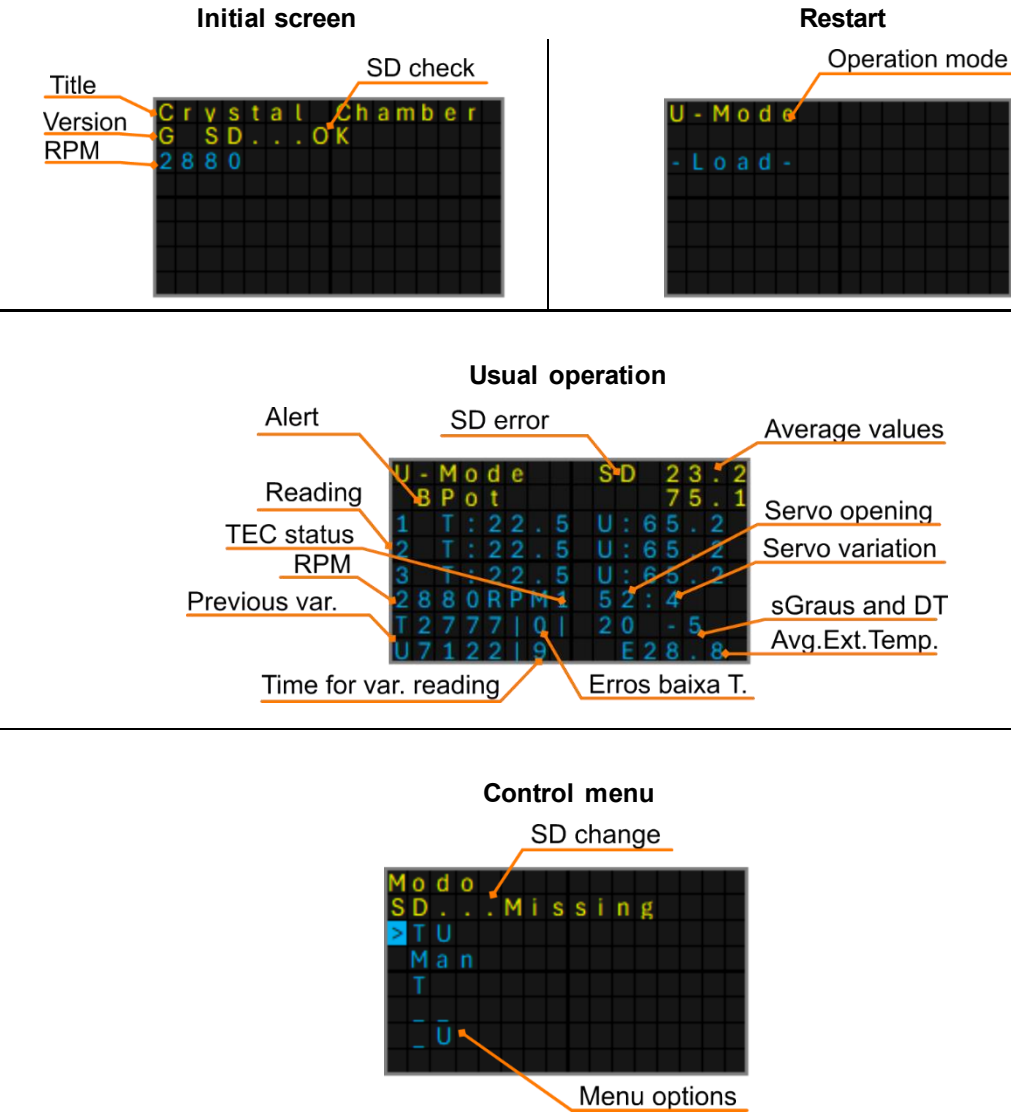 Initial screen
Restart
SD check
Operation mode
Title
Version
RPM
Crystal Chamber
G SD...OK
2880
U-Mode
-Load-
Usual operation
Alert
SD error
Average values
Reading
TEC status
RPM
Previous var.
U-Mode SD 23.2
BPot 75.1
1 T:22.5 U:65.2
2 T:22.5 U:65.2
3 T:22.5 U:65.2
2880RPM1 52:4
T2777|0| 20 -5
U7122|9 E28.8
Servo opening
Servo variation
sGraus and DT
Avg.Ext.Temp.
Time for var. reading
Erros baixa T.
Control menu
SD change
Modo
SD...Missing
>TU
Man
T
_ _
_U
Menu options